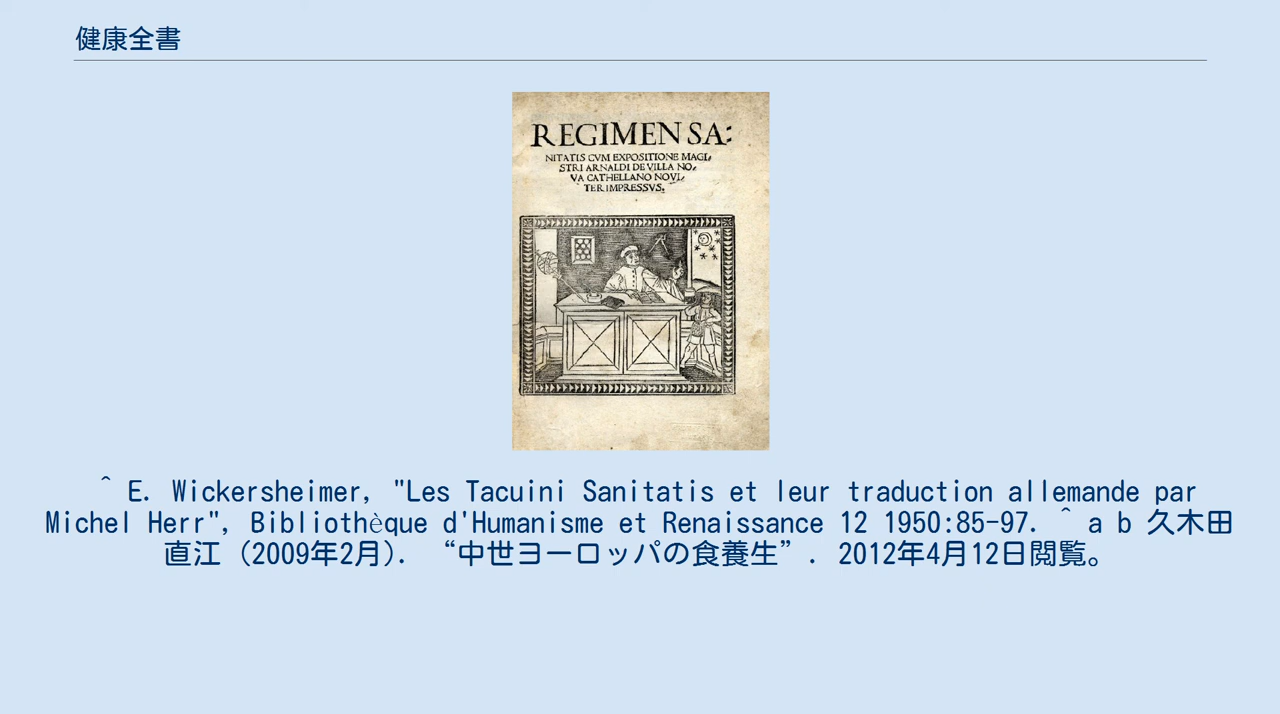 健康全書
REGIMEN SA:
NITATIS CVM EXPOSITIONE MAGI,
STRI ARNALDI DE VILLA NO,
VA CATHELLANO NOVI,
TER IMPRESSVS.
^ E. Wickersheimer, "Les Tacuini Sanitatis et leur traduction allemande par
Michel Herr", Bibliothèque d'Humanisme et Renaissance 12 1950:85-97. ^ a b 久木田
直江 (2009年2月). “中世ヨーロッパの食養生”. 2012年4月12日閲覧。